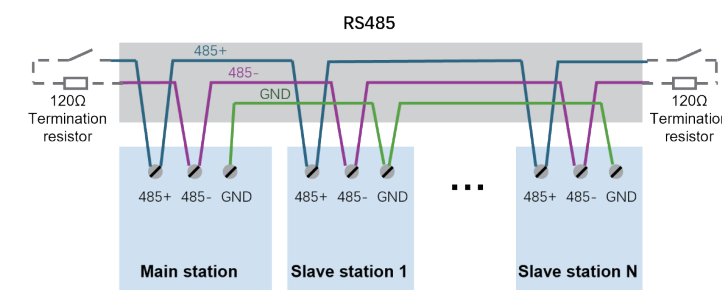 RS485
485+
485-
GND
120Ω
Termination
resistor
120Ω
Termination
resistor
485+ 485- GND
485+ 485- GND
...
485+ 485- GND
Main station
Slave station 1
Slave station N